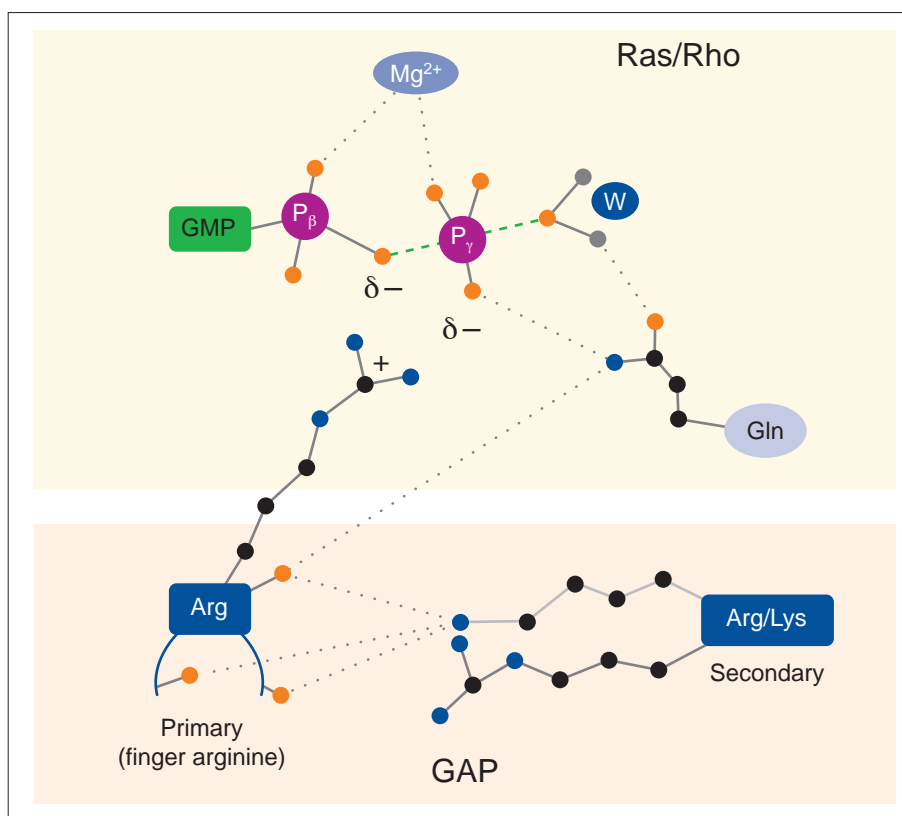 Ras/Rho
Mg²⁺
W
GMP
Pβ
Pγ
δ−
δ−
+
Gln
Arg
Arg/Lys
Secondary
Primary
(finger arginine)
GAP